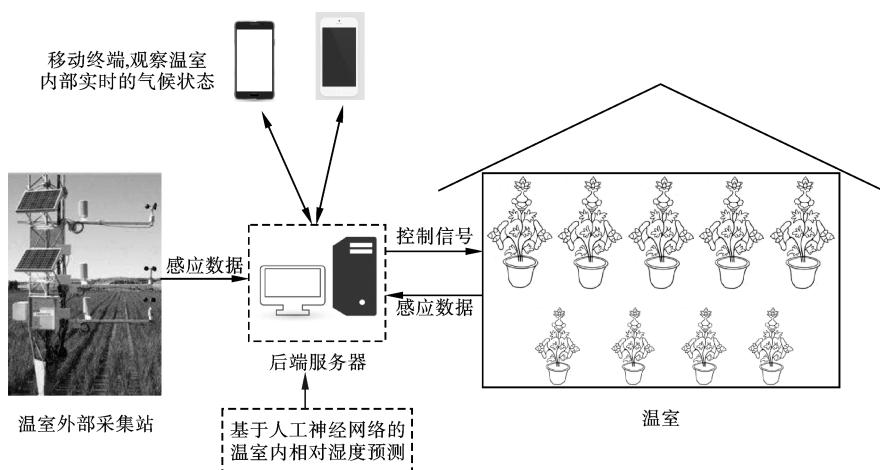 移动终端,观察温室
内部实时的气候状态
控制信号
感应数据
感应数据
后端服务器
温室外部采集站
温室
基于人工神经网络的
温室内相对湿度预测